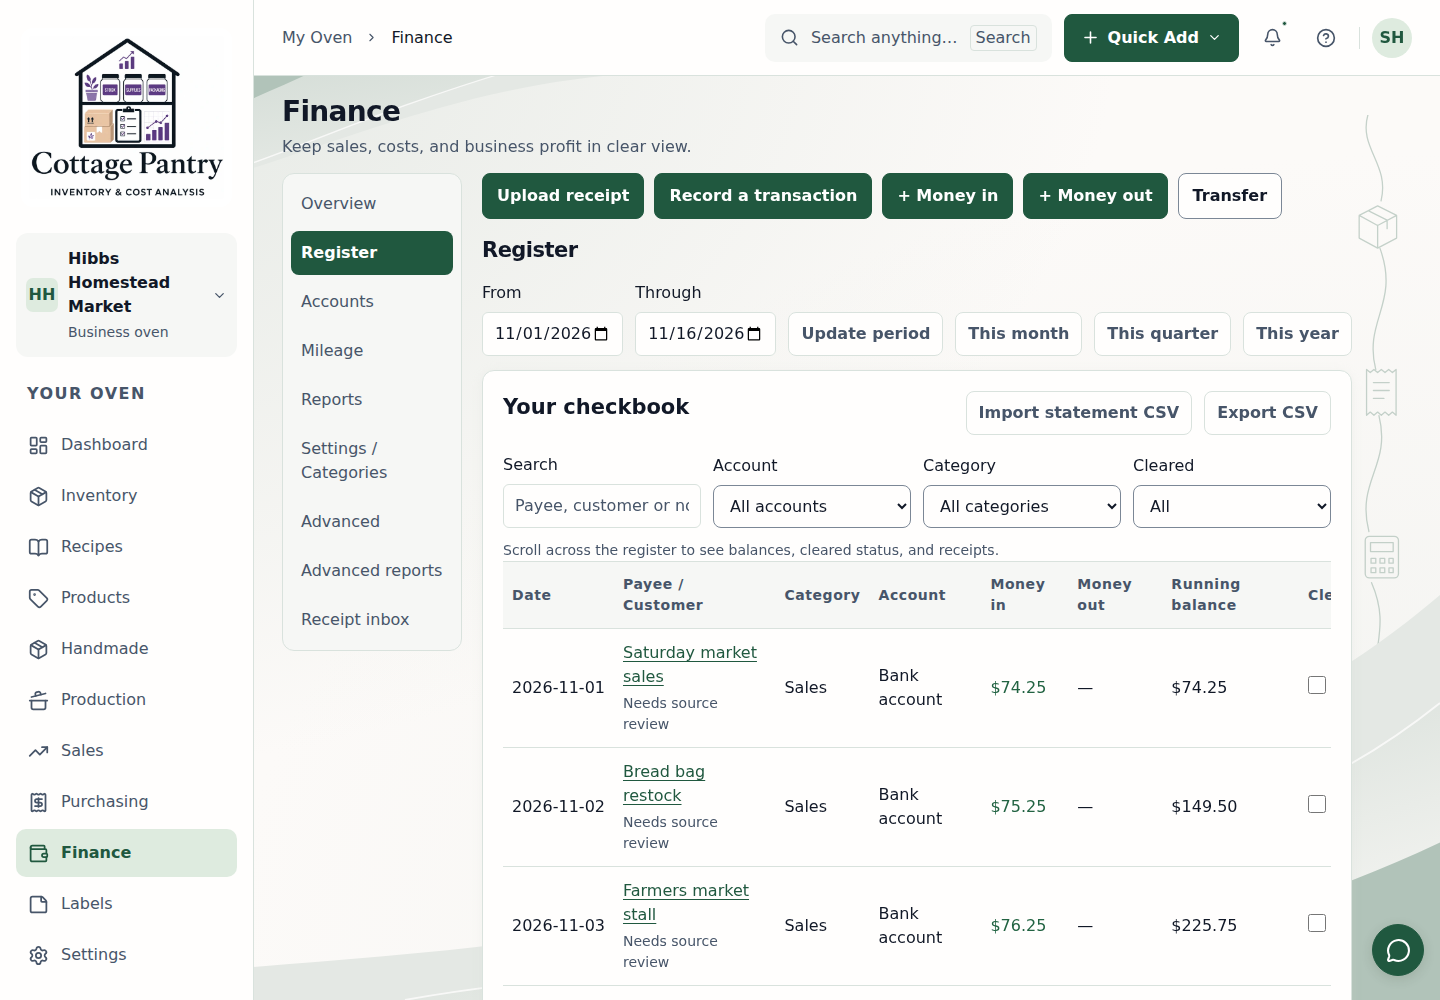 Cottage Pantry
INVENTORY & COST ANALYSIS
HH
Hibbs
Homestead
Market
Business oven
YOUR OVEN
Dashboard
Inventory
Recipes
Products
Handmade
Production
Sales
Purchasing
Finance
Labels
Settings
My Oven > Finance
Search anything... Search
+ Quick Add
SH
Finance
Keep sales, costs, and business profit in clear view.
Overview
Register
Accounts
Mileage
Reports
Settings /
Categories
Advanced
Advanced reports
Receipt inbox
Upload receipt Record a transaction + Money in + Money out Transfer
Register
From Through
11/01/2026 11/16/2026 Update period This month This quarter This year
Your checkbook Import statement CSV Export CSV
Search Account Category Cleared
Payee, customer or no All accounts All categories All
Scroll across the register to see balances, cleared status, and receipts.
Date Payee / Customer Category Account Money in Money out Running balance Cle
2026-11-01 Saturday market sales Needs source review Sales Bank account $74.25 — $74.25
2026-11-02 Bread bag restock Needs source review Sales Bank account $75.25 — $149.50
2026-11-03 Farmers market stall Needs source review Sales Bank account $76.25 — $225.75